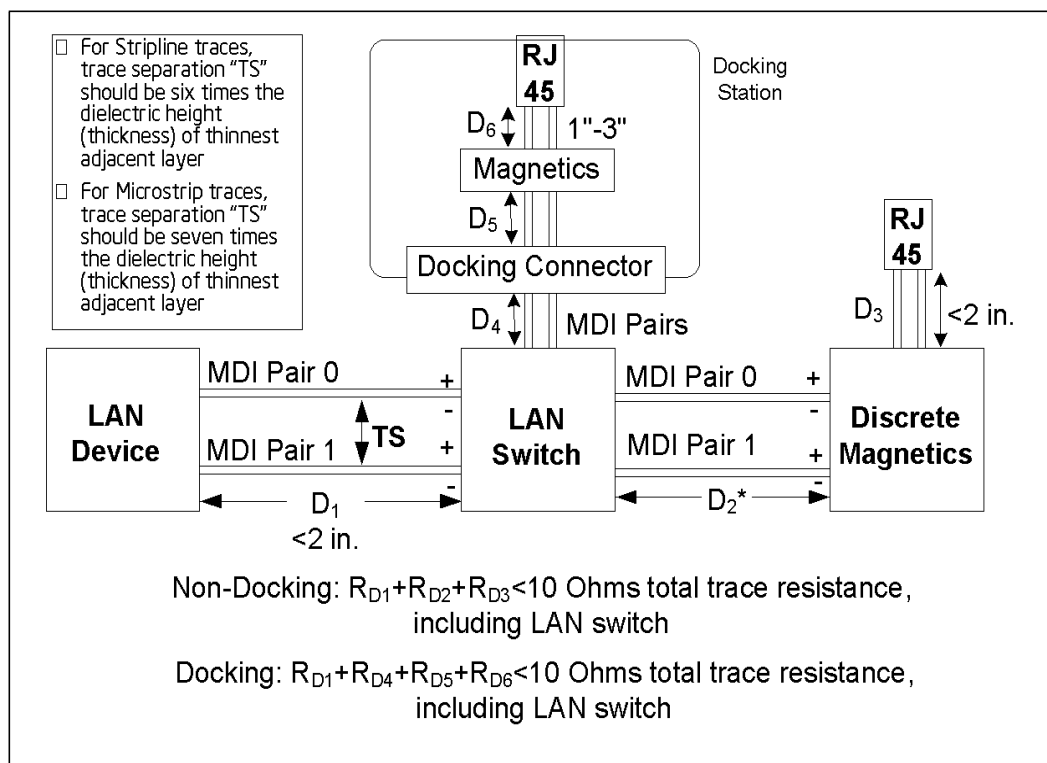 □ For Stripline traces,
trace separation “TS”
should be six times the
dielectric height
(thickness) of thinnest
adjacent layer
□ For Microstrip traces,
trace separation “TS”
should be seven times
the dielectric height
(thickness) of thinnest
adjacent layer
RJ
45
Docking
Station
D6
1"-3"
Magnetics
D5
Docking Connector
D4
MDI Pairs
RJ
45
D3
<2 in.
LAN
Device
MDI Pair 0
+
-
TS
MDI Pair 1
+
-
D1
<2 in.
LAN
Switch
MDI Pair 0
+
-
MDI Pair 1
+
-
D2*
Discrete
Magnetics
Non-Docking: RD1+RD2+RD3<10 Ohms total trace resistance,
including LAN switch
Docking: RD1+RD4+RD5+RD6<10 Ohms total trace resistance,
including LAN switch